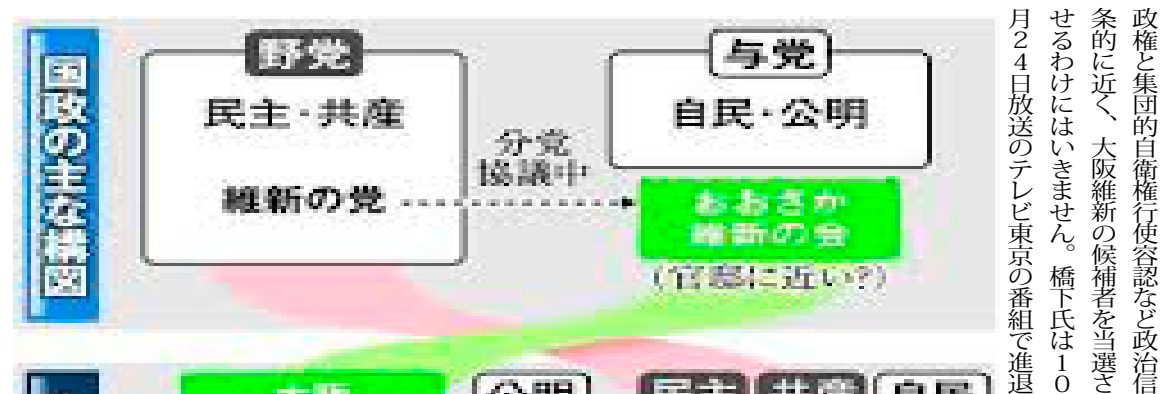 政権と集団的自衛権行使容認など政治信
条的に近く、大阪維新の候補者を当選さ
せるわけにはいきません。橋下氏は１０
月２４日放送のテレビ東京の番組で進退
国政の主な構図
野党
民主・共産
維新の党
分党
協議中
与党
自民・公明
おおさか
維新の会
(官邸に近い?)
公明
民主
共産
自民